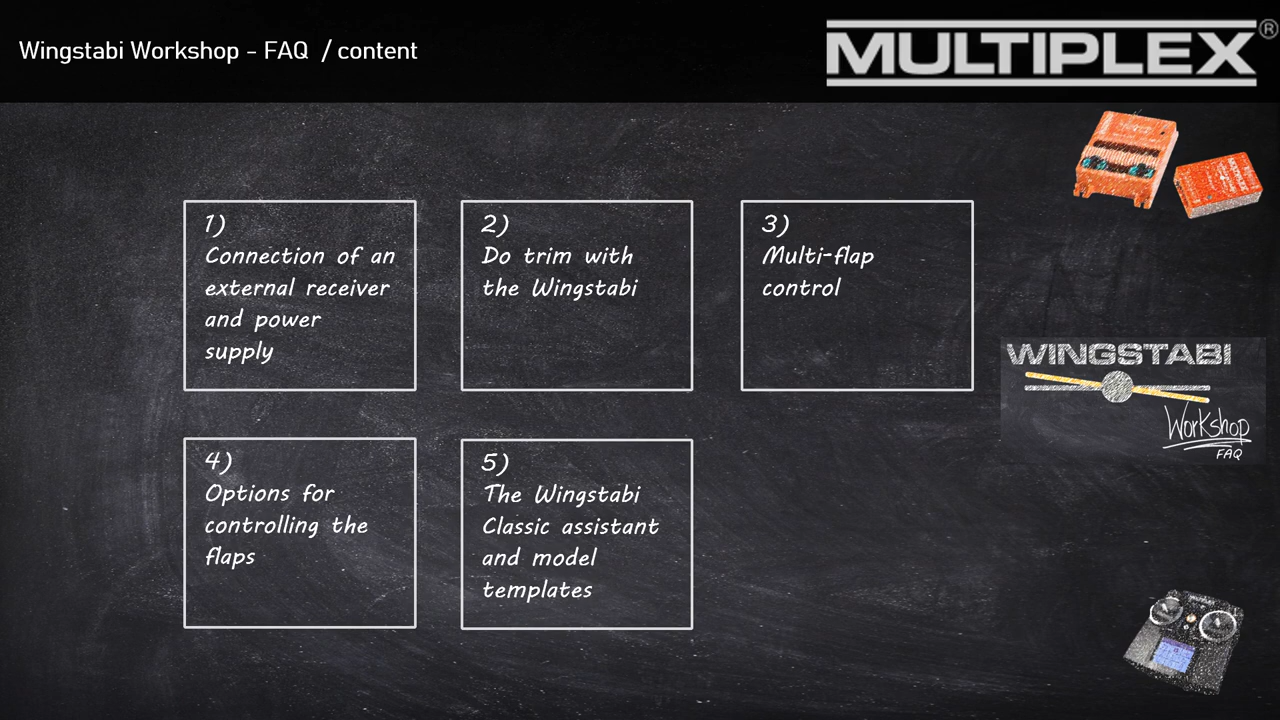 Wingstabi Workshop - FAQ / content
MULTIPLEX®
1)
Connection of an
external receiver
and power
supply
2)
Do trim with
the Wingstabi
3)
Multi-flap
control
WINGSTABI
Workshop
FAQ
4)
Options for
controlling the
flaps
5)
The Wingstabi
Classic assistant
and model
templates